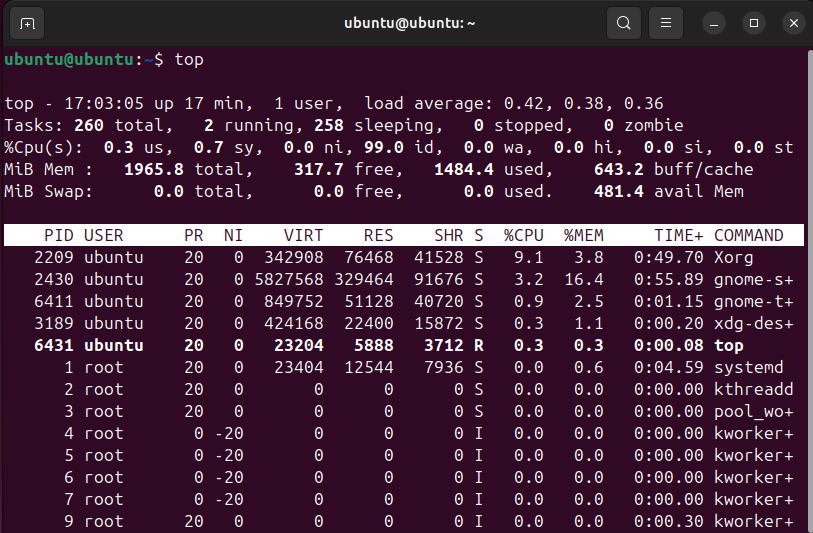 ubuntu@ubuntu: ~
ubuntu@ubuntu:~$ top
top - 17:03:05 up 17 min,  1 user,  load average: 0.42, 0.38, 0.36
Tasks: 260 total,   2 running, 258 sleeping,   0 stopped,   0 zombie
%Cpu(s):  0.3 us,  0.7 sy,  0.0 ni, 99.0 id,  0.0 wa,  0.0 hi,  0.0 si,  0.0 st
MiB Mem :   1965.8 total,    317.7 free,   1484.4 used,    643.2 buff/cache
MiB Swap:      0.0 total,      0.0 free,      0.0 used.    481.4 avail Mem
PID USER      PR  NI    VIRT    RES    SHR S  %CPU  %MEM     TIME+ COMMAND
2209 ubuntu    20   0  342908  76468  41528 S   9.1   3.8   0:49.70 Xorg
2430 ubuntu    20   0 5827568 329464  91676 S   3.2  16.4   0:55.89 gnome-s+
6411 ubuntu    20   0  849752  51128  40720 S   0.9   2.5   0:01.15 gnome-t+
3189 ubuntu    20   0  424168  22400  15872 S   0.3   1.1   0:00.20 xdg-des+
6431 ubuntu    20   0   23204   5888   3712 R   0.3   0.3   0:00.08 top
1 root      20   0   23404  12544   7936 S   0.0   0.6   0:04.59 systemd
2 root      20   0       0      0      0 S   0.0   0.0   0:00.00 kthreadd
3 root      20   0       0      0      0 S   0.0   0.0   0:00.00 pool_wo+
4 root       0 -20       0      0      0 I   0.0   0.0   0:00.00 kworker+
5 root       0 -20       0      0      0 I   0.0   0.0   0:00.00 kworker+
6 root       0 -20       0      0      0 I   0.0   0.0   0:00.00 kworker+
7 root       0 -20       0      0      0 I   0.0   0.0   0:00.00 kworker+
9 root      20   0       0      0      0 I   0.0   0.0   0:00.30 kworker+